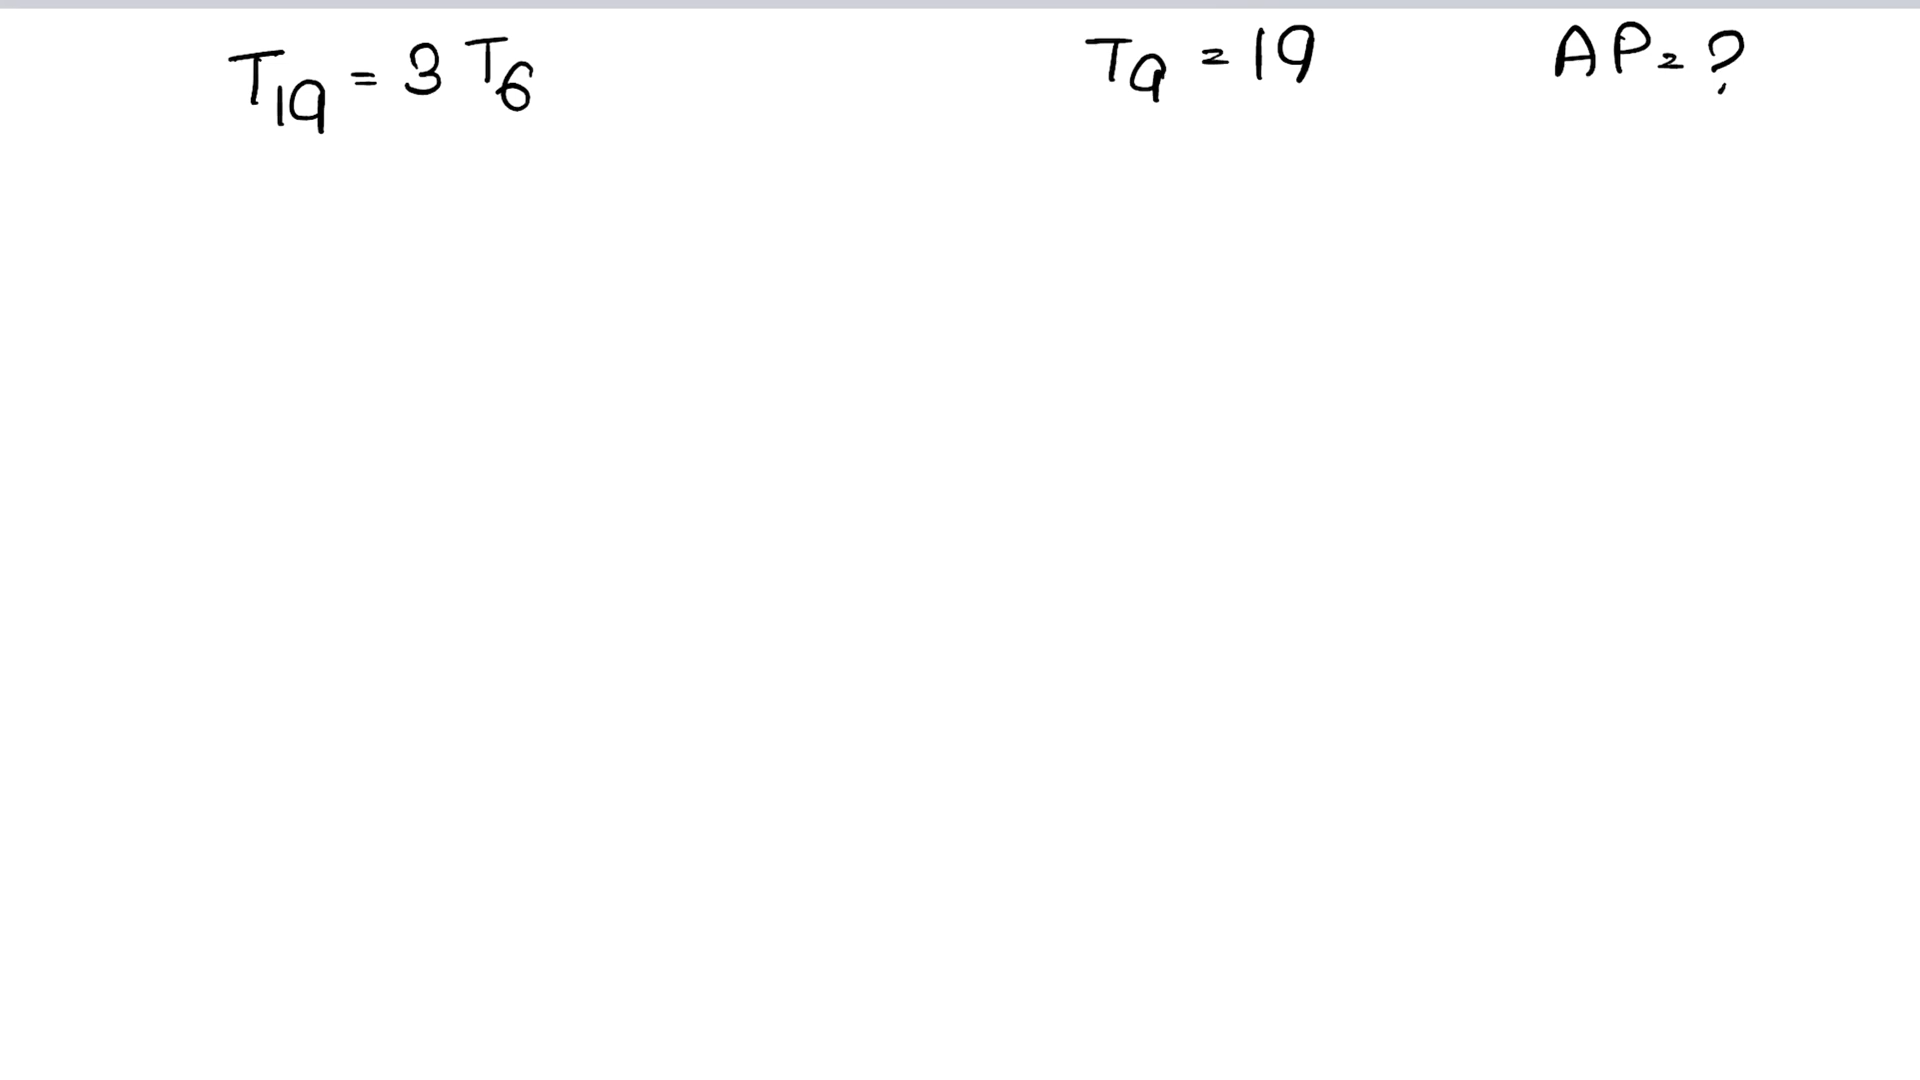 T₁₉ = 3 T₆ T₉ = 19 AP = ?